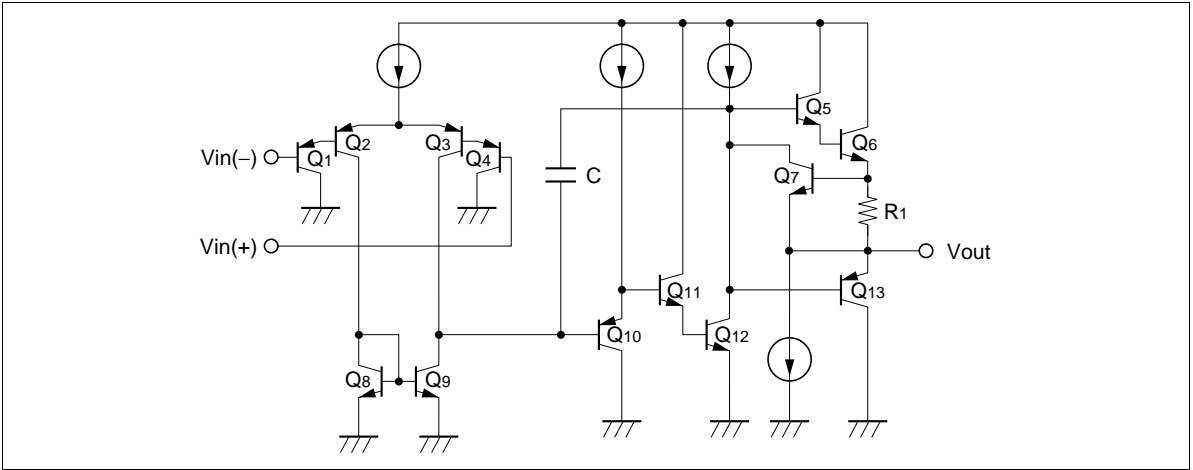 Q5
Q2
Q3
Q6
Vin(−)
Q1
Q4
C
Q7
R1
Vin(+)
Vout
Q11
Q13
Q10
Q12
Q8
Q9